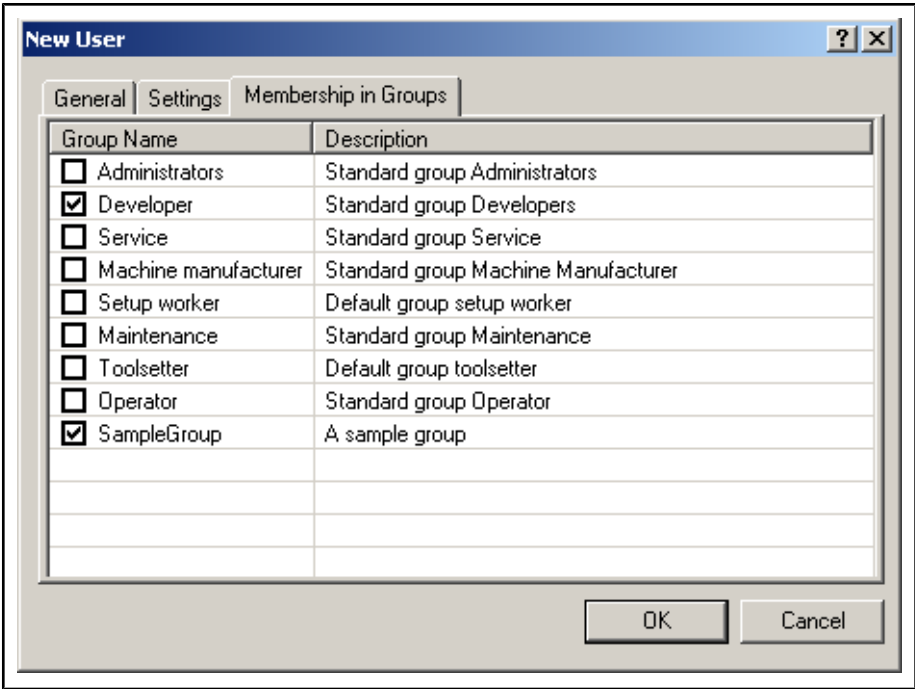 New User
General Settings Membership in Groups
Group Name Description
Administrators Standard group Administrators
Developer Standard group Developers
Service Standard group Service
Machine manufacturer Standard group Machine Manufacturer
Setup worker Default group setup worker
Maintenance Standard group Maintenance
Toolsetter Default group toolsetter
Operator Standard group Operator
SampleGroup A sample group
OK Cancel